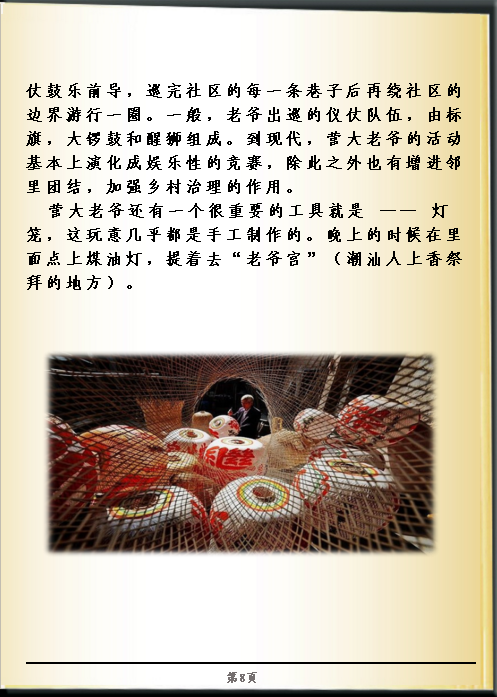 仗鼓乐前导，巡完社区的每一条巷子后再绕社区的
边界游行一圈。一般，老爷出巡的仪仗队伍，由标
旗，大锣鼓和醒狮组成。到现代，营大老爷的活动
基本上演化成娱乐性的竞赛，除此之外也有增进邻
里团结，加强乡村治理的作用。
营大老爷还有一个很重要的工具就是 —— 灯
笼，这玩意几乎都是手工制作的。晚上的时候在里
面点上煤油灯，提着去“老爷宫”（潮汕人上香祭
拜的地方）。
第8頁